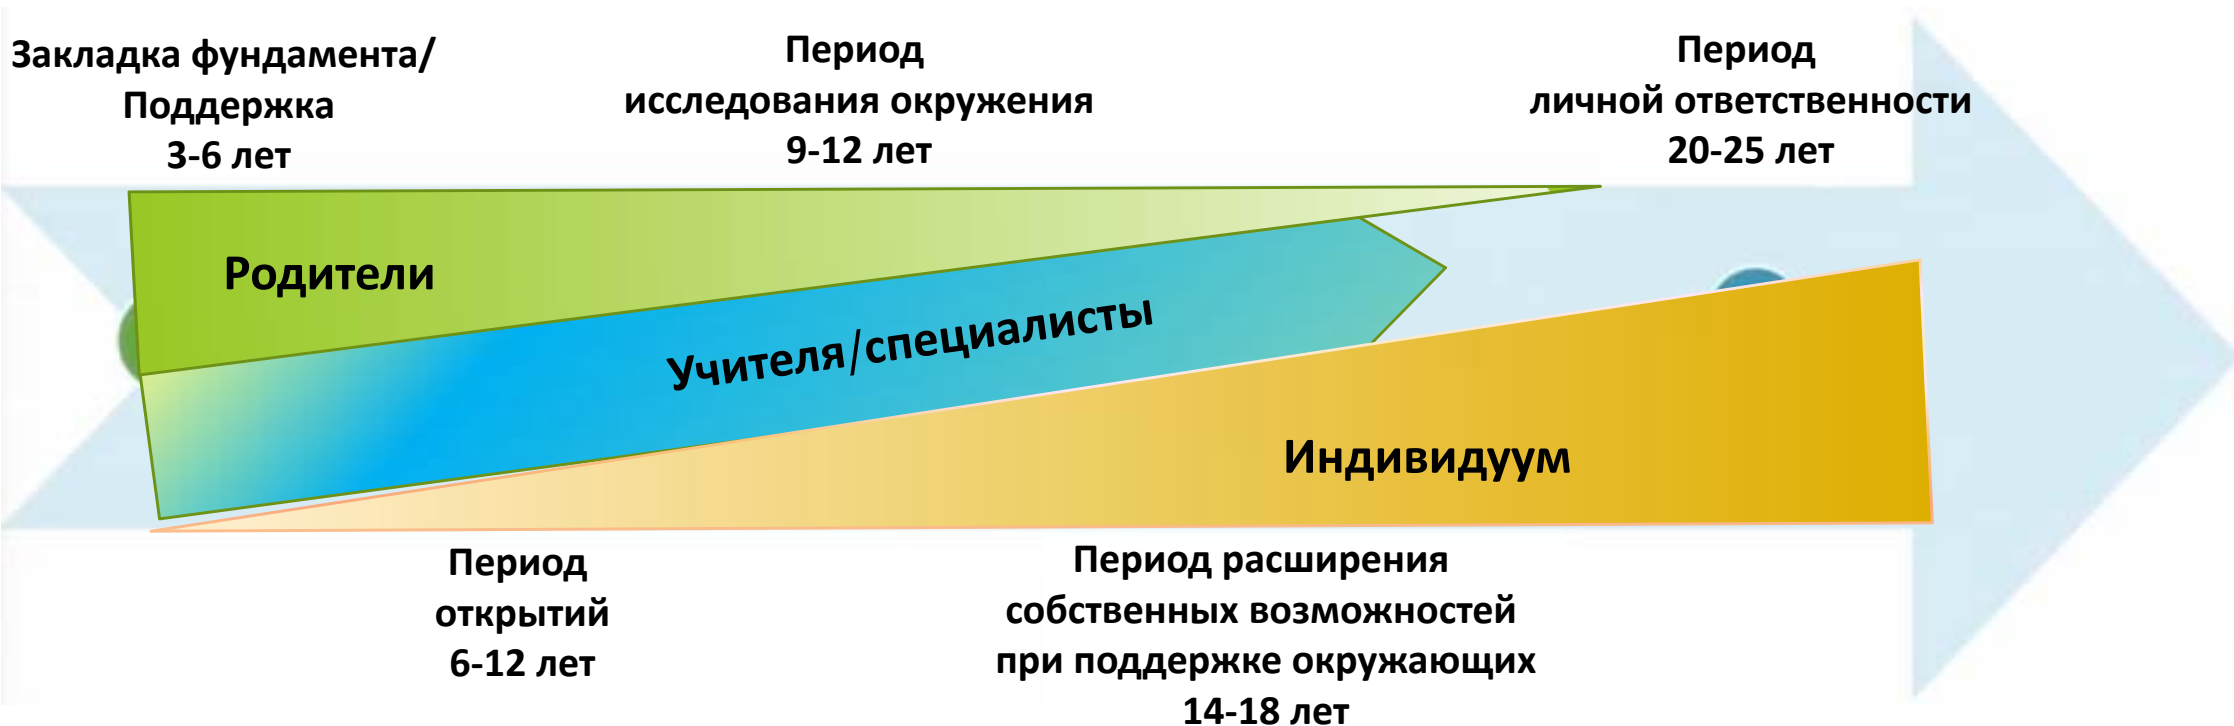 Закладка фундамента/
Поддержка
3-6 лет
Период
исследования окружения
9-12 лет
Период
личной ответственности
20-25 лет
Родители
Учителя/специалисты
Индивидуум
Период
открытий
6-12 лет
Период расширения
собственных возможностей
при поддержке окружающих
14-18 лет